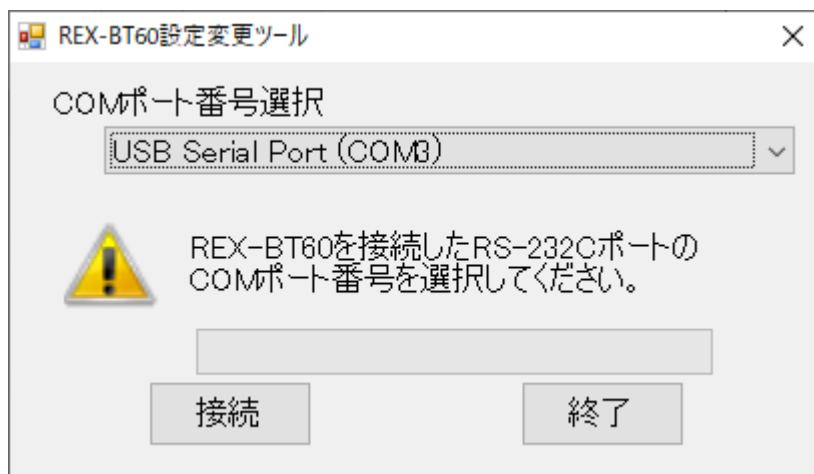 REX-BT60設定変更ツール
COMポート番号選択
USB Serial Port (COM3)
REX-BT60を接続したRS-232Cポートの
COMポート番号を選択してください。
接続
終了